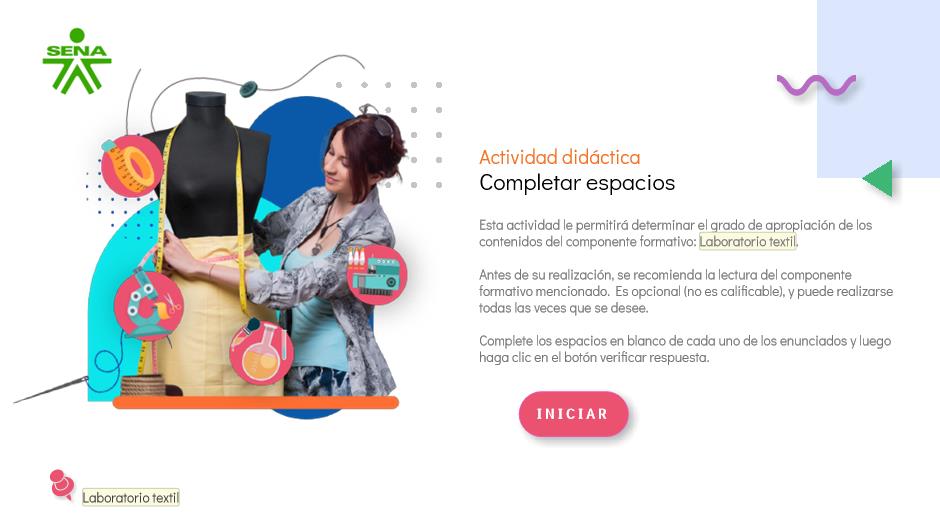 SENA
Actividad didáctica
Completar espacios
Esta actividad le permitirá determinar el grado de apropiación de los
contenidos del componente formativo: Laboratorio textil.
Antes de su realización, se recomienda la lectura del componente
formativo mencionado. Es opcional (no es calificable), y puede realizarse
todas las veces que se desee.
Complete los espacios en blanco de cada uno de los enunciados y luego
haga clic en el botón verificar respuesta.
INICIAR
Laboratorio textil